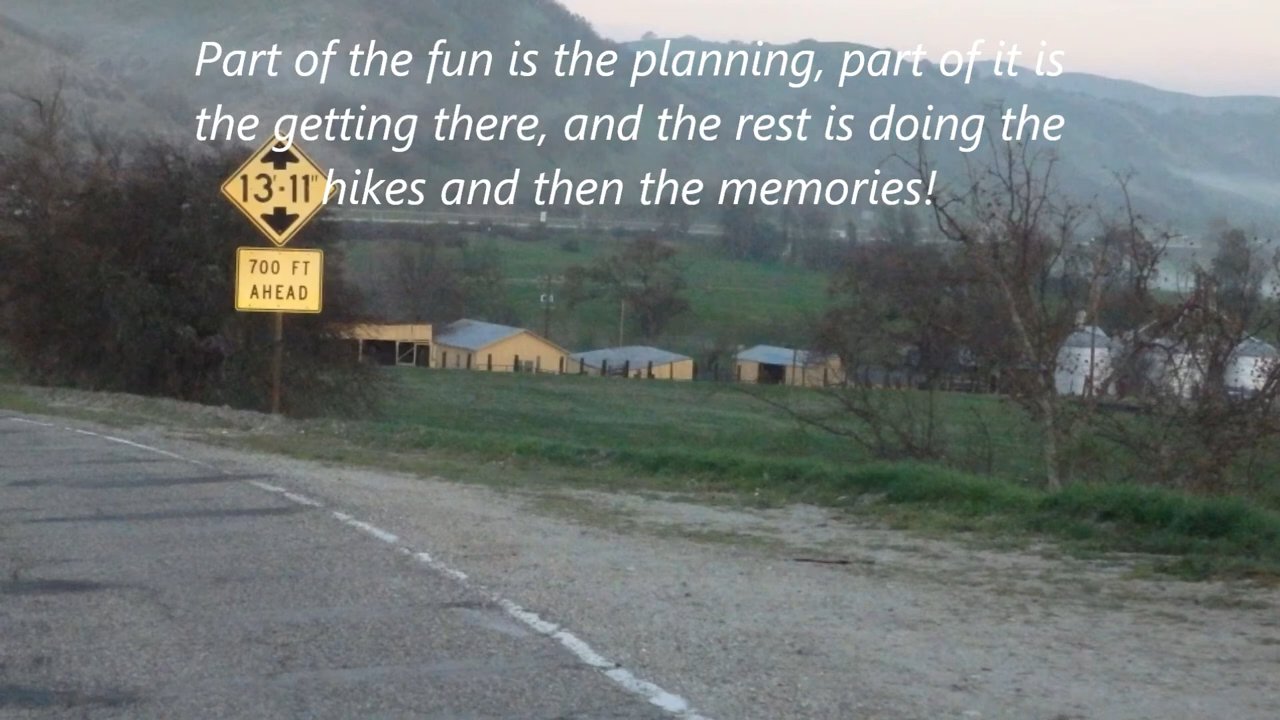 Part of the fun is the planning, part of it is
the getting there, and the rest is doing the
hikes and then the memories!
13'-11"
700 FT
AHEAD